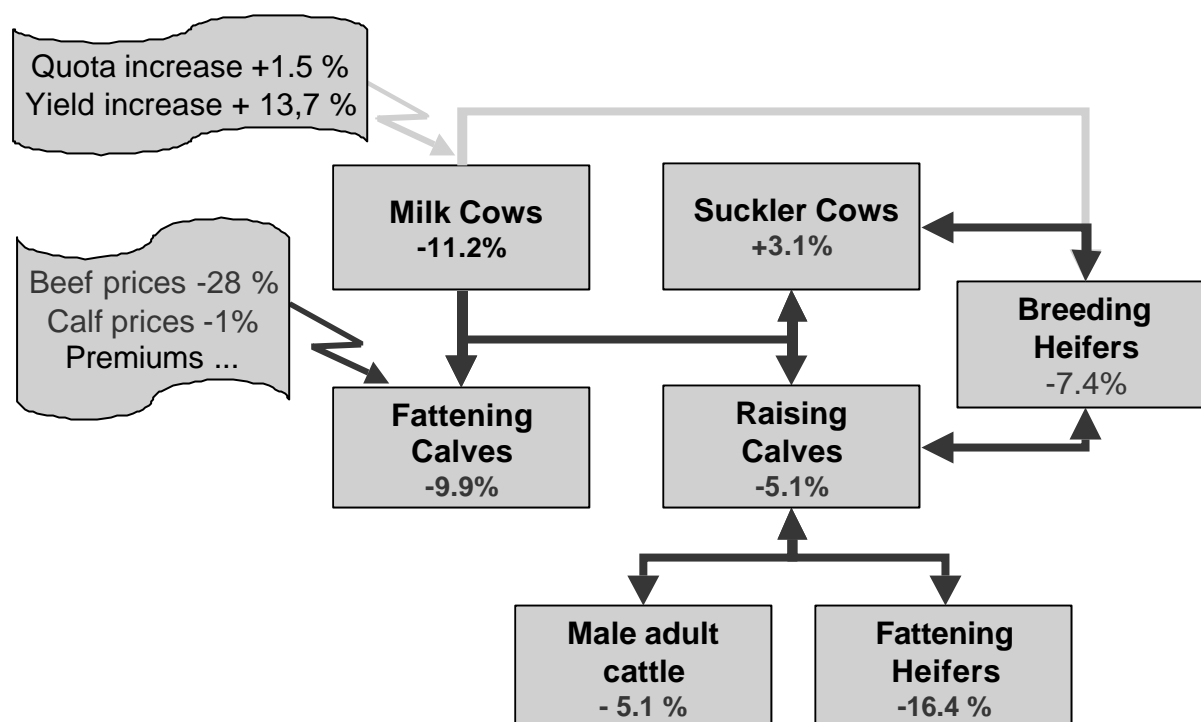 Quota increase +1.5 %
Yield increase + 13,7 %
Milk Cows
-11.2%
Suckler Cows
+3.1%
Beef prices -28 %
Calf prices -1%
Premiums ...
Breeding
Heifers
-7.4%
Fattening
Calves
-9.9%
Raising
Calves
-5.1%
Male adult
cattle
- 5.1 %
Fattening
Heifers
-16.4 %